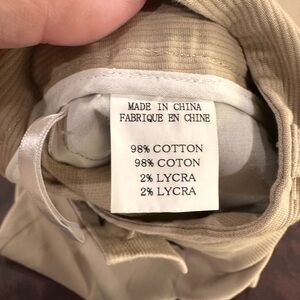 MADE IN CHINA
FABRIQUE EN CHINE
98% COTTON
98% COTON
2% LYCRA
2% LYCRA